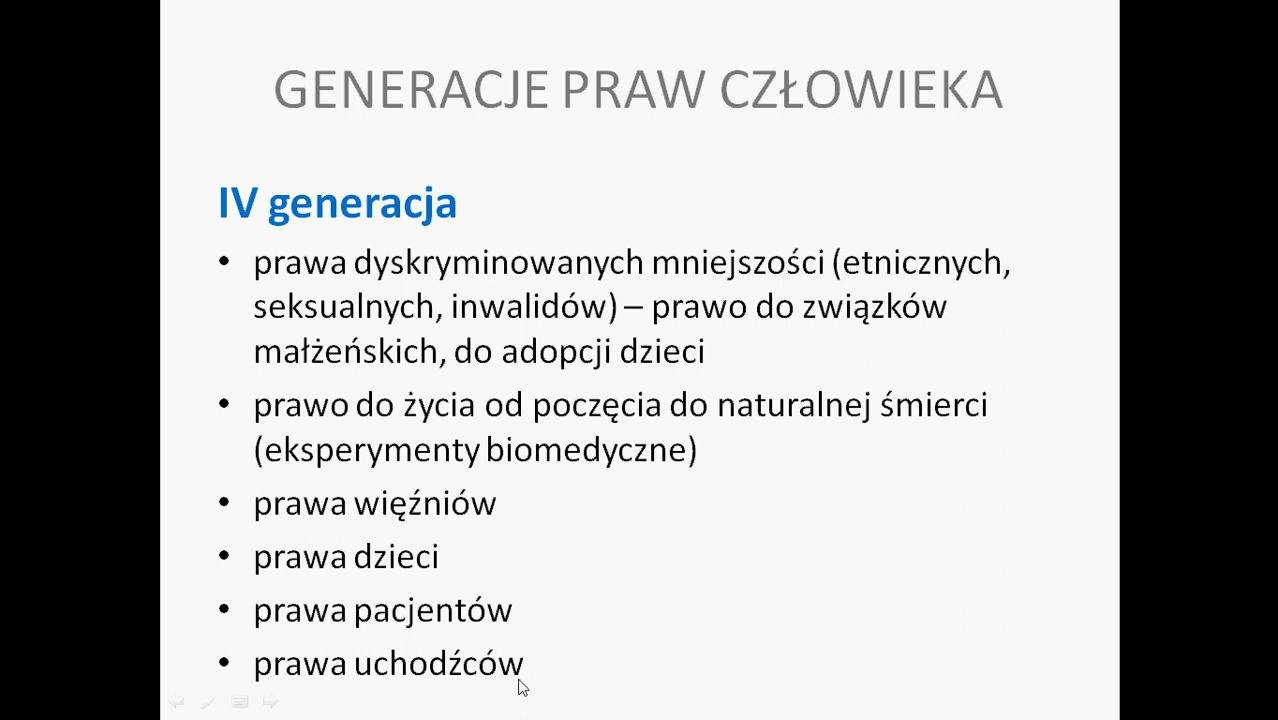 GENERACJE PRAW CZŁOWIEKA
IV generacja
• prawa dyskryminowanych mniejszości (etnicznych,
seksualnych, inwalidów) – prawo do związków
małżeńskich, do adopcji dzieci
• prawo do życia od poczęcia do naturalnej śmierci
(eksperymenty biomedyczne)
• prawa więźniów
• prawa dzieci
• prawa pacjentów
• prawa uchodźców